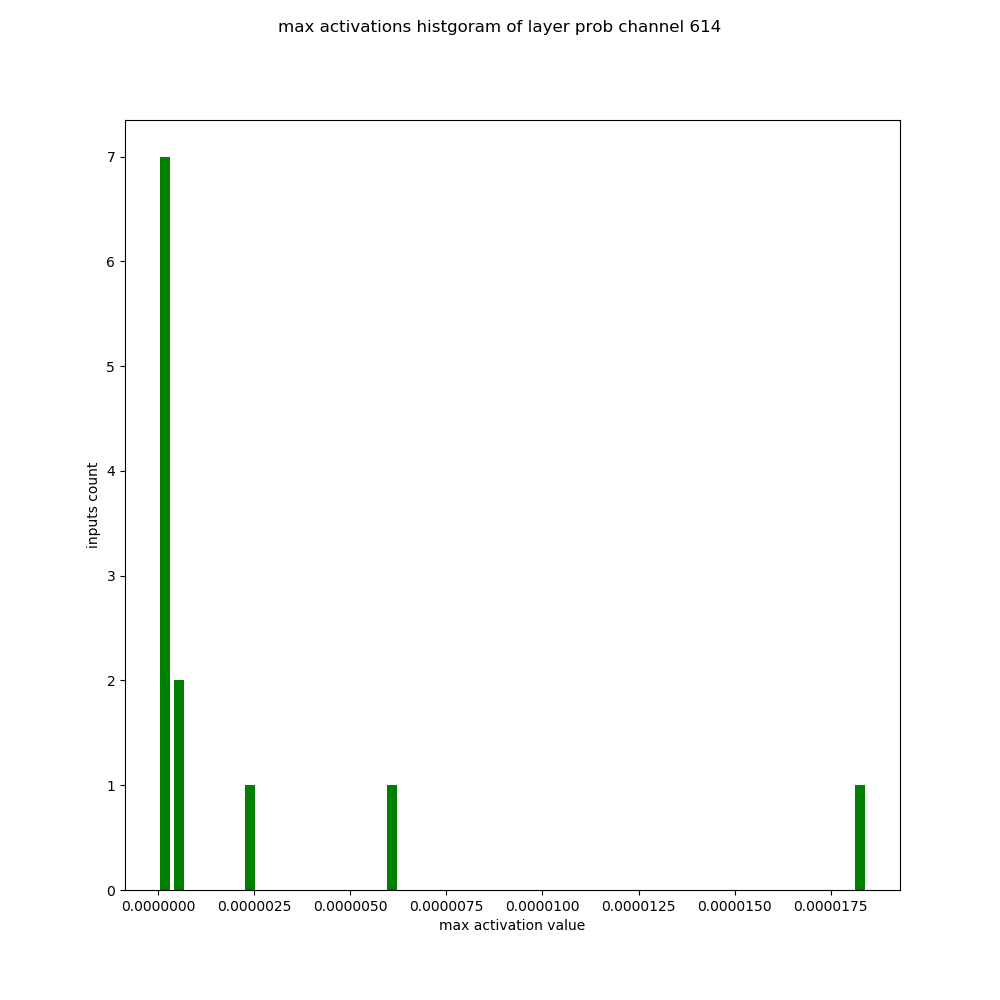 max activations histgoram of layer prob channel 614
7
6
5
4
3
2
1
0
inputs count
0.0000000 0.0000025 0.0000050 0.0000075 0.0000100 0.0000125 0.0000150 0.0000175
max activation value